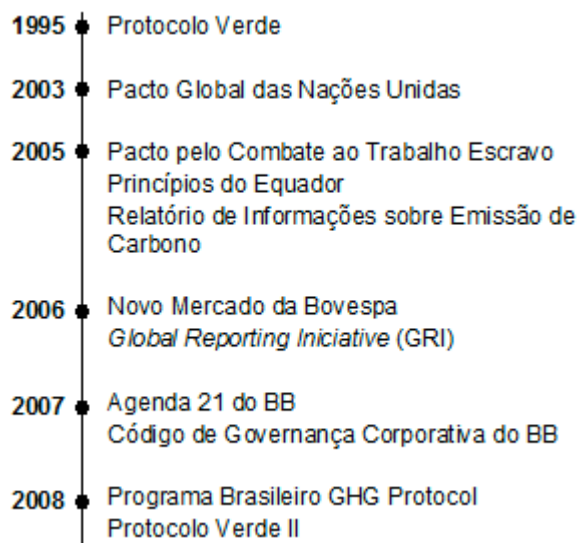 1995 Protocolo Verde
2003 Pacto Global das Nações Unidas
2005 Pacto pelo Combate ao Trabalho Escravo
Princípios do Equador
Relatório de Informações sobre Emissão de
Carbono
2006 Novo Mercado da Bovespa
Global Reporting Iniciative (GRI)
2007 Agenda 21 do BB
Código de Governança Corporativa do BB
2008 Programa Brasileiro GHG Protocol
Protocolo Verde II